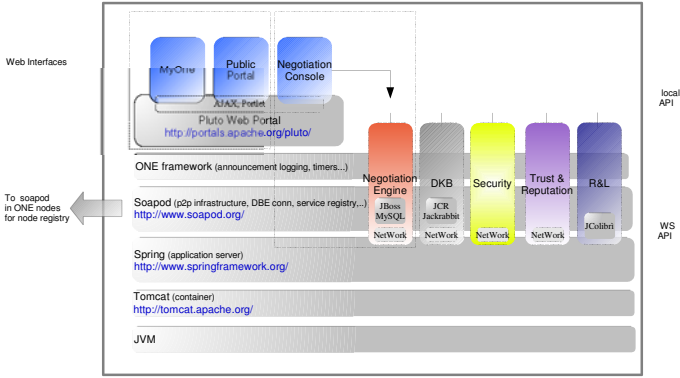 Web Interfaces
MyOne
Public
Portal
Negotiation
Console
AJAX, Portlet
Pluto Web Portal
http://portals.apache.org/pluto/
local
API
ONE framework (announcement logging, timers...)
Negotiation
Engine
DKB
Security
Trust &
Reputation
R&L
To soapod
in ONE nodes
for node registry
Soapod (p2p infrastructure, DBE conn, service registry,..)
http://www.soapod.org/
JBoss
MySQL
JCR
Jackrabbit
JColibri
NetWork
NetWork
NetWork
NetWork
WS
API
Spring (application server)
http://www.springframework.org/
Tomcat (container)
http://tomcat.apache.org/
JVM